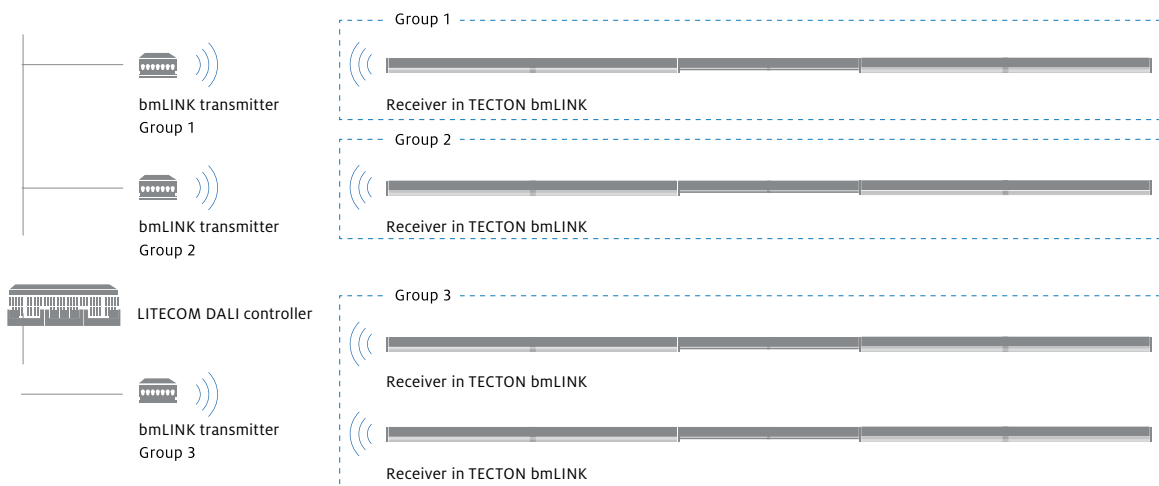 Group 1
bmLINK transmitter
Group 1
Receiver in TECTON bmLINK
Group 2
bmLINK transmitter
Group 2
Receiver in TECTON bmLINK
LITECOM DALI controller
Group 3
Receiver in TECTON bmLINK
bmLINK transmitter
Group 3
Receiver in TECTON bmLINK